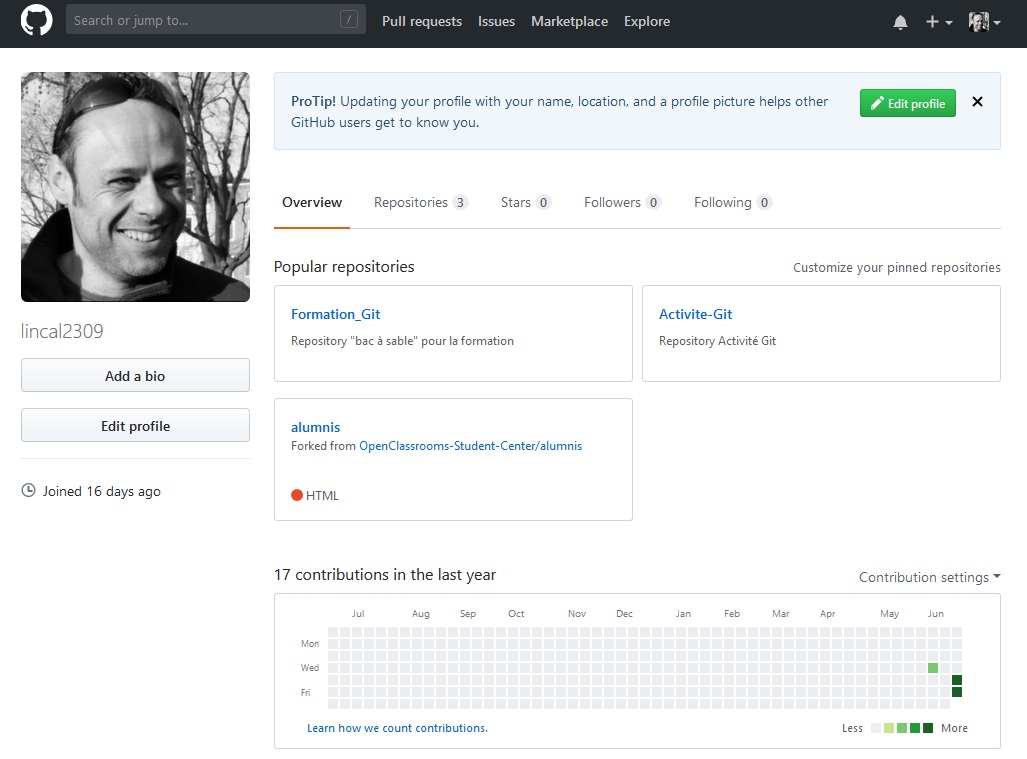 Search or jump to...
/
Pull requests
Issues
Marketplace
Explore
ProTip! Updating your profile with your name, location, and a profile picture helps other
GitHub users get to know you.
Edit profile
Overview
Repositories 3
Stars 0
Followers 0
Following 0
lincal2309
Add a bio
Edit profile
Joined 16 days ago
Popular repositories
Customize your pinned repositories
Formation_Git
Repository "bac à sable" pour la formation
Activite-Git
Repository Activité Git
alumnis
Forked from OpenClassrooms-Student-Center/alumnis
HTML
17 contributions in the last year
Contribution settings
Jul Aug Sep Oct Nov Dec Jan Feb Mar Apr May Jun
Mon
Wed
Fri
Learn how we count contributions.
Less
More